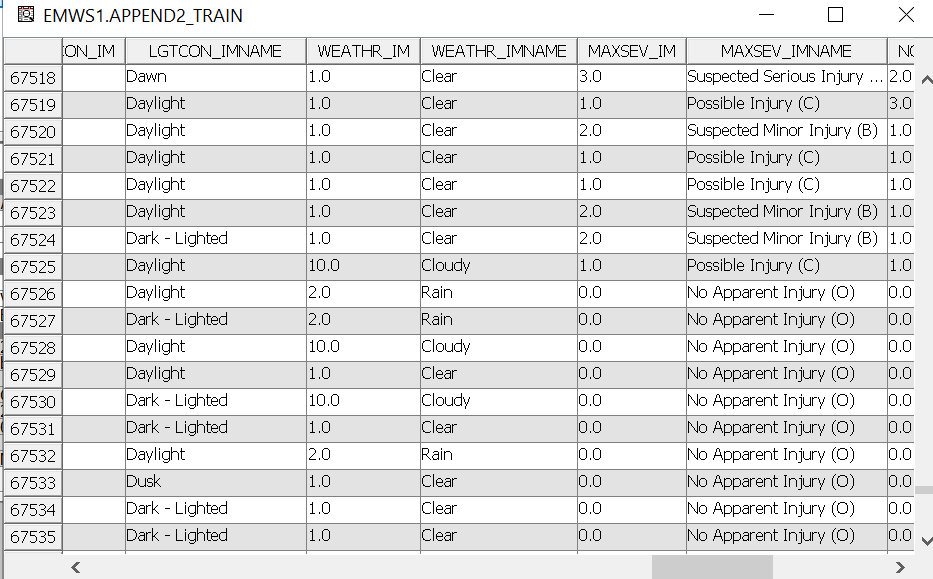 EMWS1.APPEND2_TRAIN
CON_IM LGTCON_IMNAME WEATHR_IM WEATHR_IMNAME MAXSEV_IM MAXSEV_IMNAME NO
67518 Dawn 1.0 Clear 3.0 Suspected Serious Injury ... 2.0
67519 Daylight 1.0 Clear 1.0 Possible Injury (C) 3.0
67520 Daylight 1.0 Clear 2.0 Suspected Minor Injury (B) 1.0
67521 Daylight 1.0 Clear 1.0 Possible Injury (C) 1.0
67522 Daylight 1.0 Clear 1.0 Possible Injury (C) 1.0
67523 Daylight 1.0 Clear 2.0 Suspected Minor Injury (B) 1.0
67524 Dark - Lighted 1.0 Clear 2.0 Suspected Minor Injury (B) 1.0
67525 Daylight 10.0 Cloudy 1.0 Possible Injury (C) 1.0
67526 Daylight 2.0 Rain 0.0 No Apparent Injury (O) 0.0
67527 Dark - Lighted 2.0 Rain 0.0 No Apparent Injury (O) 0.0
67528 Daylight 10.0 Cloudy 0.0 No Apparent Injury (O) 0.0
67529 Daylight 1.0 Clear 0.0 No Apparent Injury (O) 0.0
67530 Dark - Lighted 10.0 Cloudy 0.0 No Apparent Injury (O) 0.0
67531 Dark - Lighted 1.0 Clear 0.0 No Apparent Injury (O) 0.0
67532 Daylight 2.0 Rain 0.0 No Apparent Injury (O) 0.0
67533 Dusk 1.0 Clear 0.0 No Apparent Injury (O) 0.0
67534 Dark - Lighted 1.0 Clear 0.0 No Apparent Injury (O) 0.0
67535 Dark - Lighted 1.0 Clear 0.0 No Apparent Injury (O) 0.0